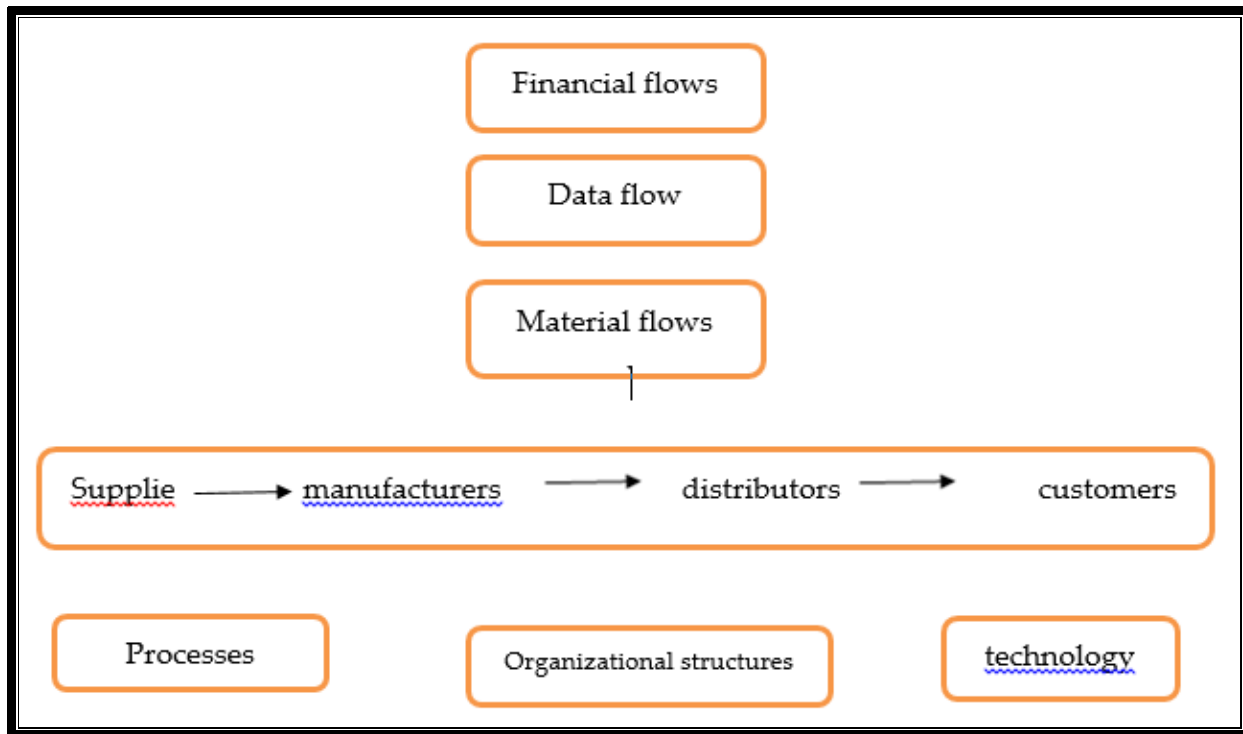 Financial flows
Data flow
Material flows
Supplie manufacturers distributors customers
Processes Organizational structures technology